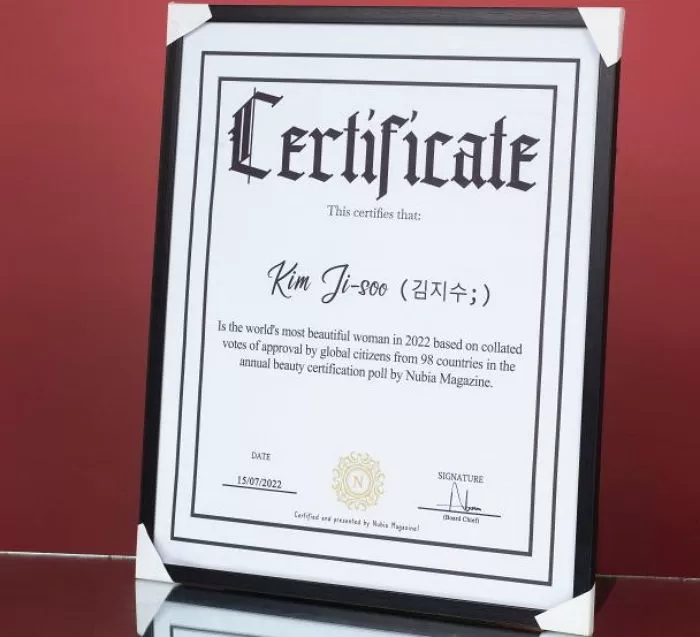 Certificate
This certifies that:
Kim Ji-soo (김지수;)
Is the world's most beautiful woman in 2022 based on collated
votes of approval by global citizens from 98 countries in the
annual beauty certification poll by Nubia Magazine.
DATE
SIGNATURE
15/07/2022
N
(Board Chief)
Certified and presented by Nubia Magazine!